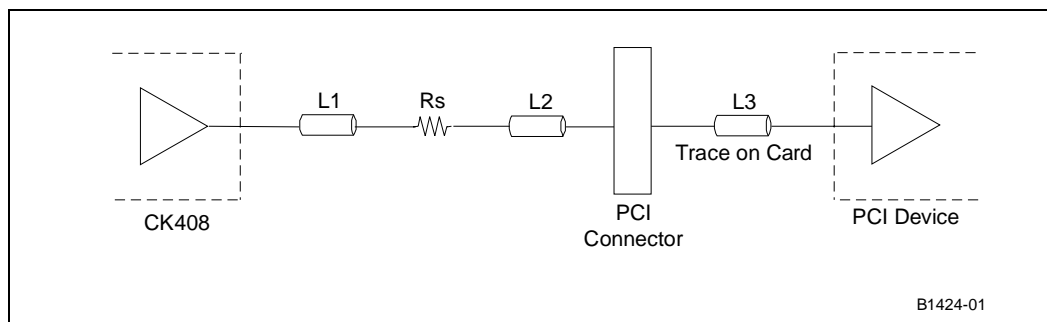 L1
Rs
L2
L3
Trace on Card
CK408
PCI
Connector
PCI Device
B1424-01